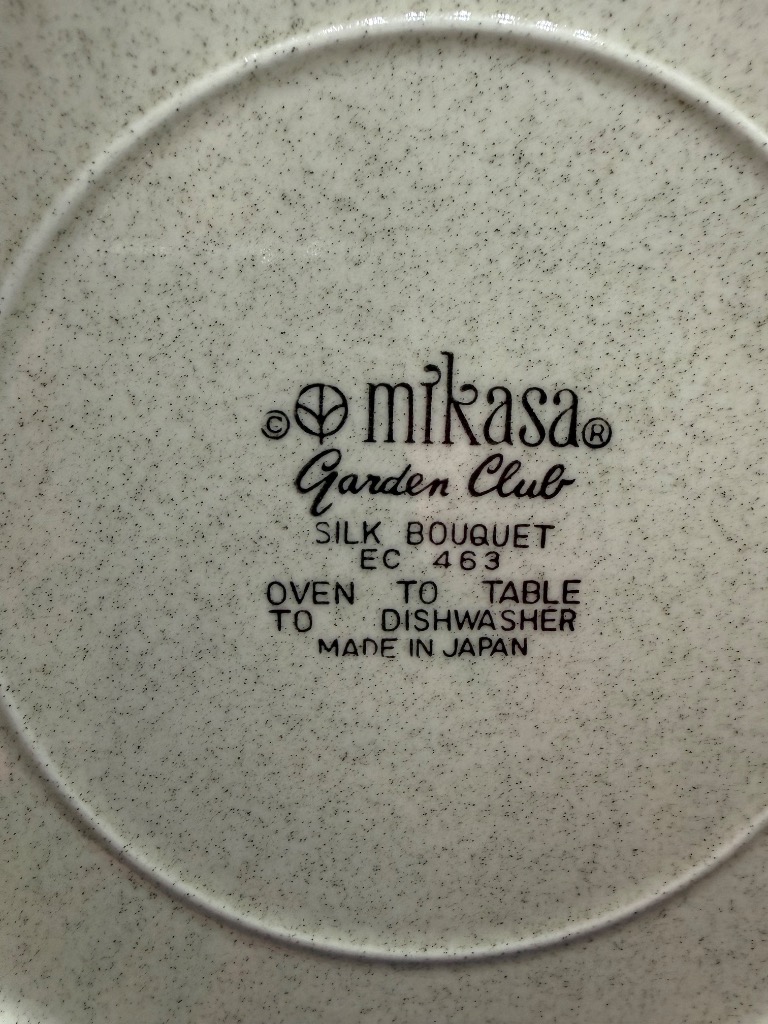 © mikasa®
Garden Club
SILK BOUQUET
EC 463
OVEN TO TABLE
TO DISHWASHER
MADE IN JAPAN